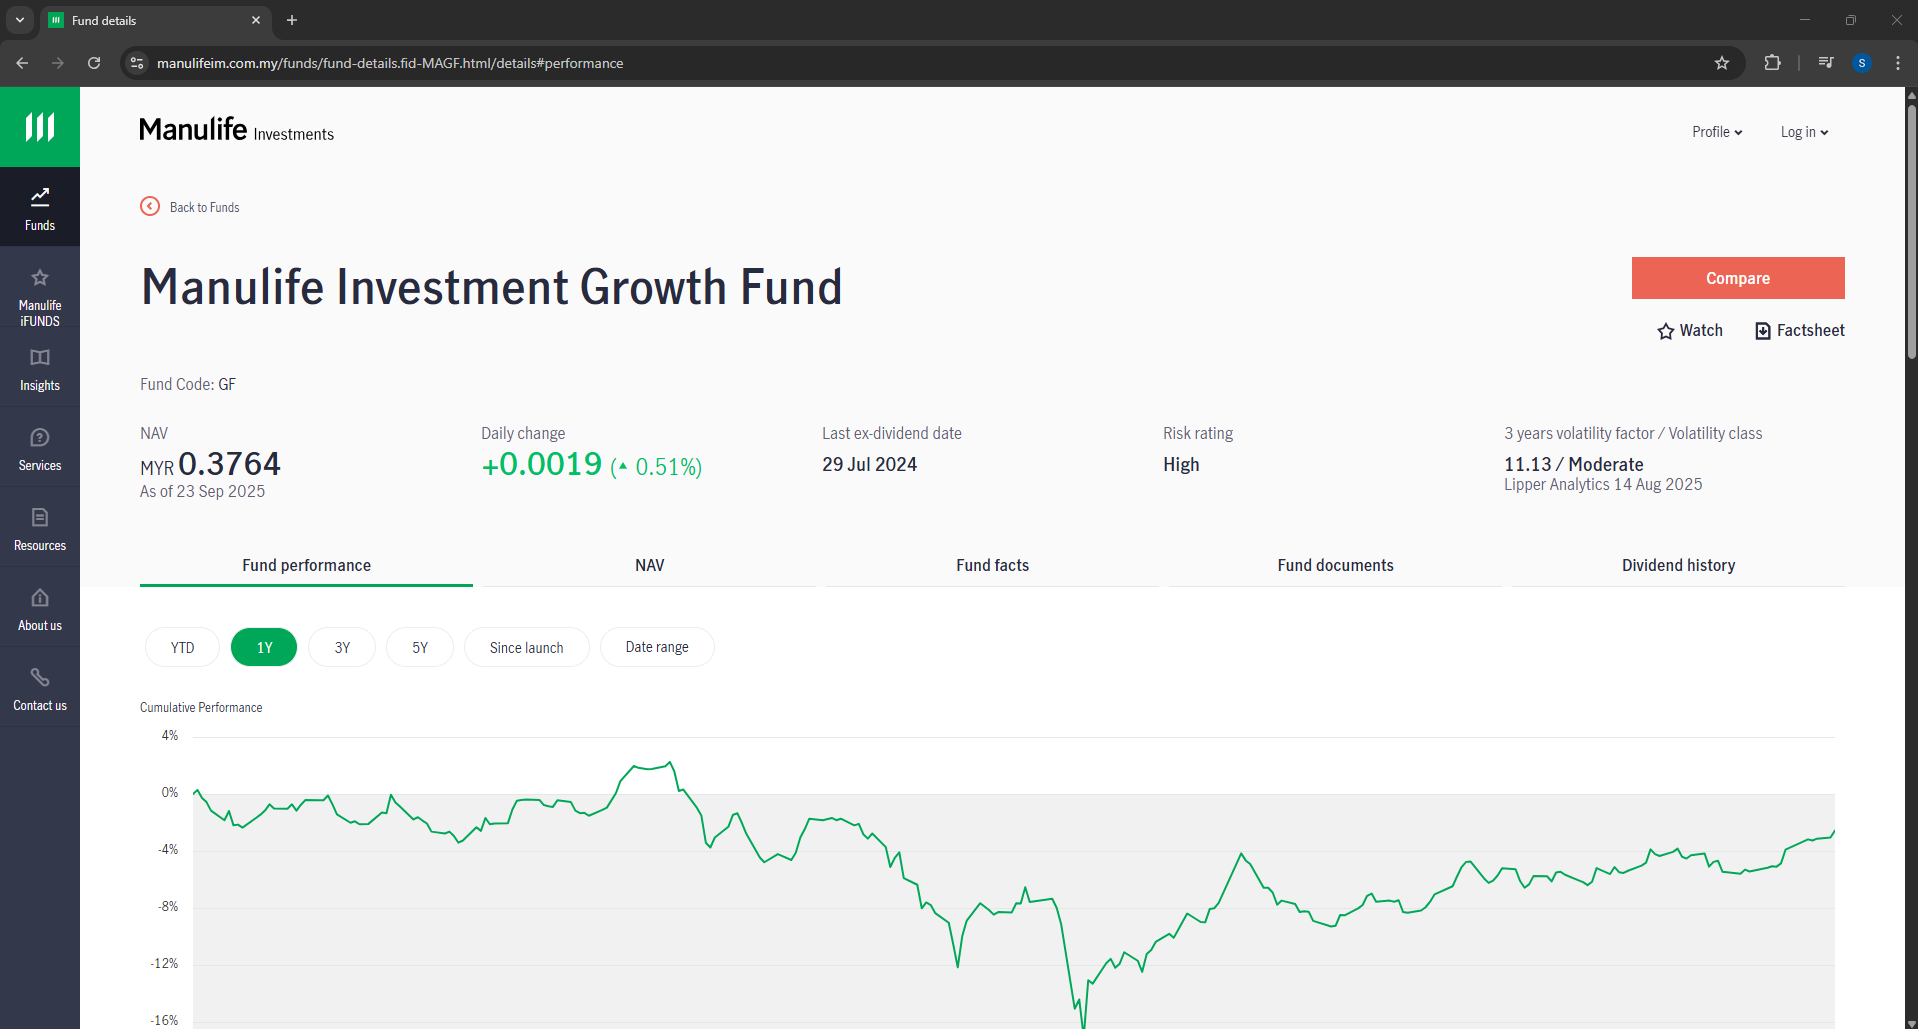 Fund details
manulifeim.com.my/funds/fund-details.fid-MAGF.html/details#performance
S
Manulife Investments
Profile
Log in
Funds
Manulife
iFUNDS
Insights
Services
Resources
About us
Contact us
Back to Funds
Manulife Investment Growth Fund
Compare
Watch
Factsheet
Fund Code: GF
NAV
MYR 0.3764
As of 23 Sep 2025
Daily change
+0.0019 (▲ 0.51%)
Last ex-dividend date
29 Jul 2024
Risk rating
High
3 years volatility factor / Volatility class
11.13 / Moderate
Lipper Analytics 14 Aug 2025
Fund performance
NAV
Fund facts
Fund documents
Dividend history
YTD
1Y
3Y
5Y
Since launch
Date range
Cumulative Performance
4%
0%
-4%
-8%
-12%
-16%